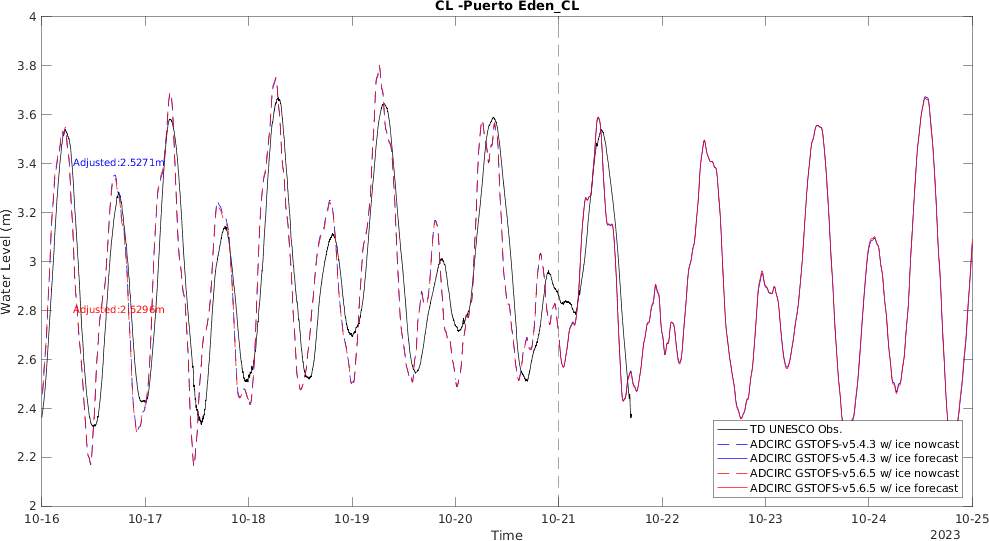 CL -Puerto Eden_CL
4
3.8
3.6
3.4
3.2
3
2.8
2.6
2.4
2.2
2
Water Level (m)
Adjusted:2.5271m
Adjusted:2.5296m
TD UNESCO Obs.
ADCIRC GSTOFS-v5.4.3 w/ ice nowcast
ADCIRC GSTOFS-v5.4.3 w/ ice forecast
ADCIRC GSTOFS-v5.6.5 w/ ice nowcast
ADCIRC GSTOFS-v5.6.5 w/ ice forecast
10-16 10-17 10-18 10-19 10-20 10-21 10-22 10-23 10-24 10-25
Time
2023